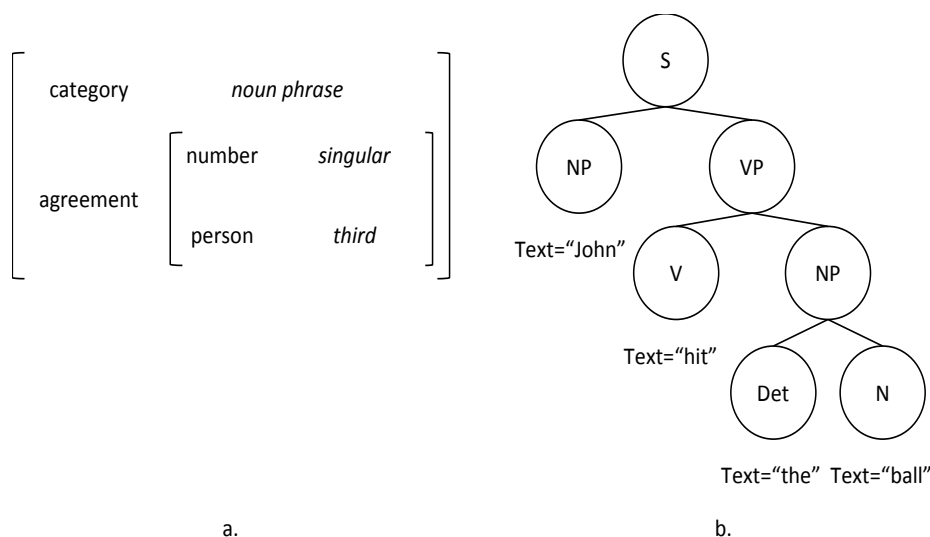 category noun phrase
number singular
agreement
person third
a.
S
NP VP
Text=“John”
V NP
Text=“hit”
Det N
Text=“the” Text=“ball”
b.